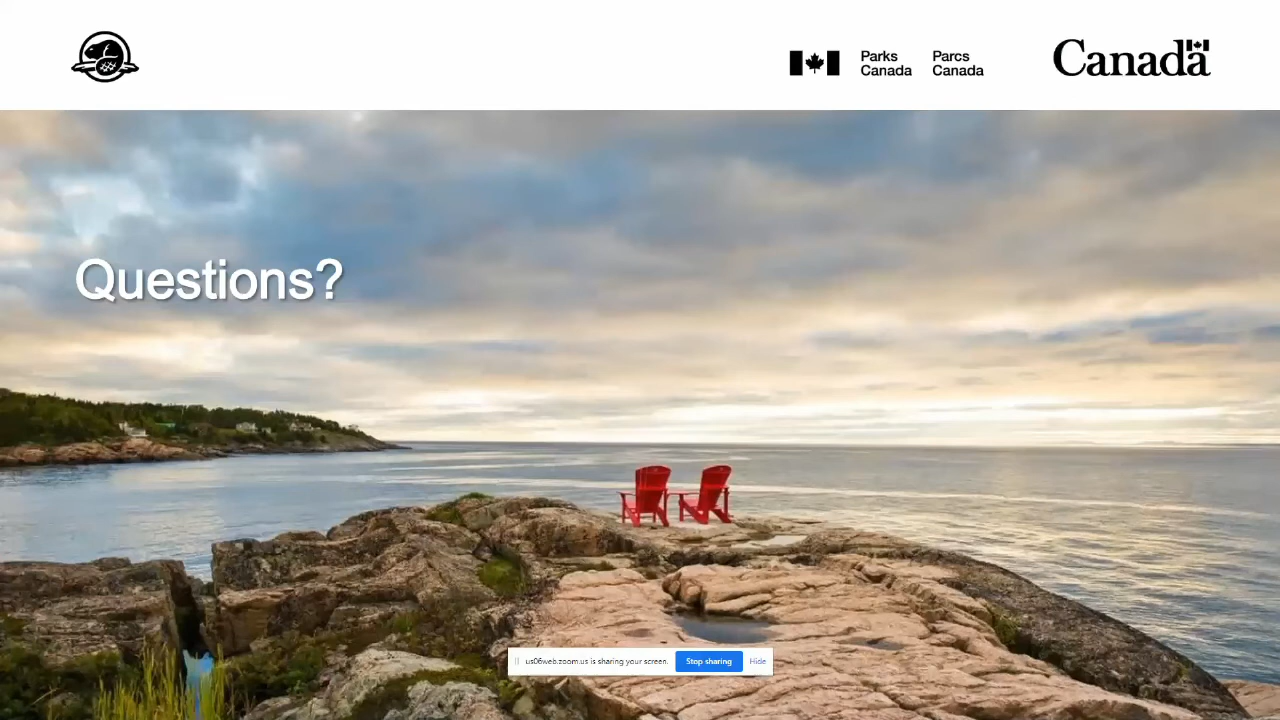 Parks Canada
Parcs Canada
Canada
Questions?
us06web.zoom.us is sharing your screen.
Stop sharing
Hide